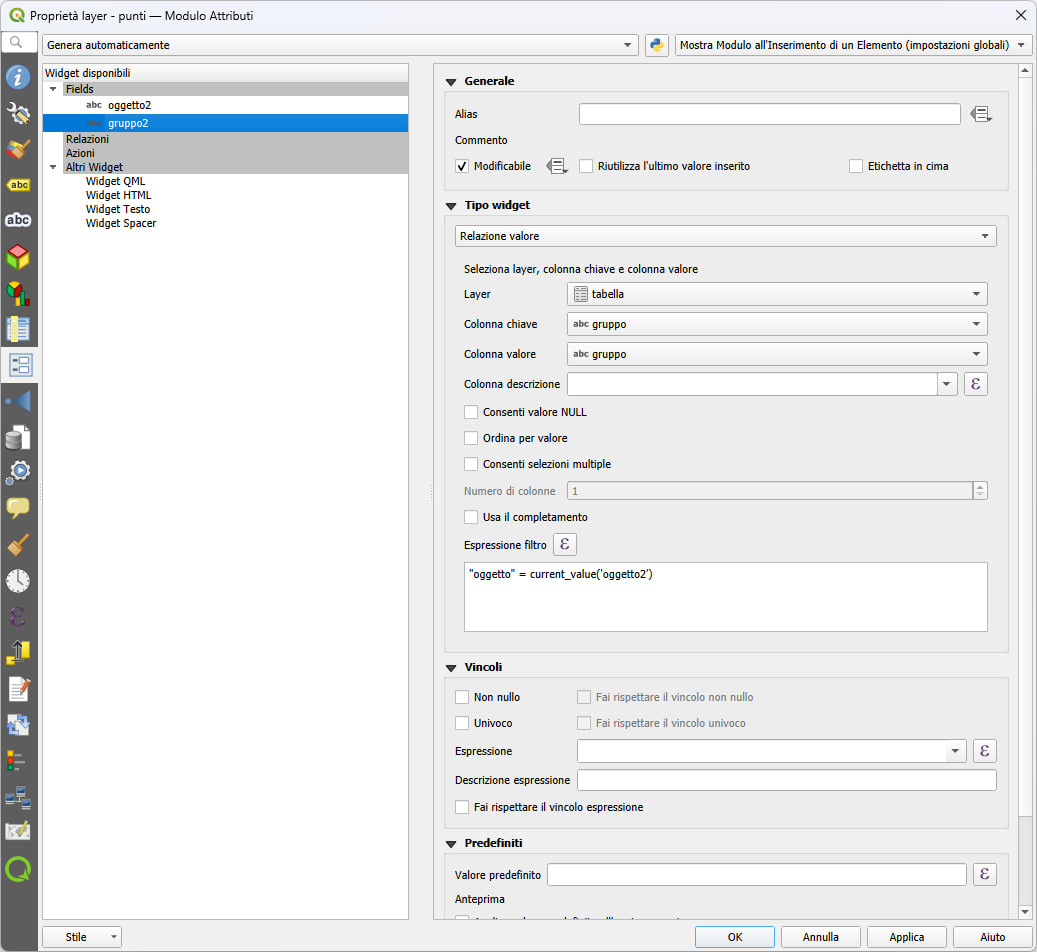 Proprietà layer - punti — Modulo Attributi
Genera automaticamente
Mostra Modulo all'Inserimento di un Elemento (impostazioni globali)
Widget disponibili
Fields
abc oggetto2
abc gruppo2
Relazioni
Azioni
Altri Widget
Widget QML
Widget HTML
Widget Testo
Widget Spacer
abc
abc
Generale
Alias
Commento
Modificabile
Riutilizza l'ultimo valore inserito
Etichetta in cima
Tipo widget
Relazione valore
Seleziona layer, colonna chiave e colonna valore
Layer tabella
Colonna chiave abc gruppo
Colonna valore abc gruppo
Colonna descrizione ε
Consenti valore NULL
Ordina per valore
Consenti selezioni multiple
Numero di colonne 1
Usa il completamento
Espressione filtro ε
"oggetto" = current_value('oggetto2')
Vincoli
Non nullo Fai rispettare il vincolo non nullo
Univoco Fai rispettare il vincolo univoco
Espressione ε
Descrizione espressione
Fai rispettare il vincolo espressione
Predefiniti
Valore predefinito ε
Anteprima
Stile
OK
Annulla
Applica
Aiuto